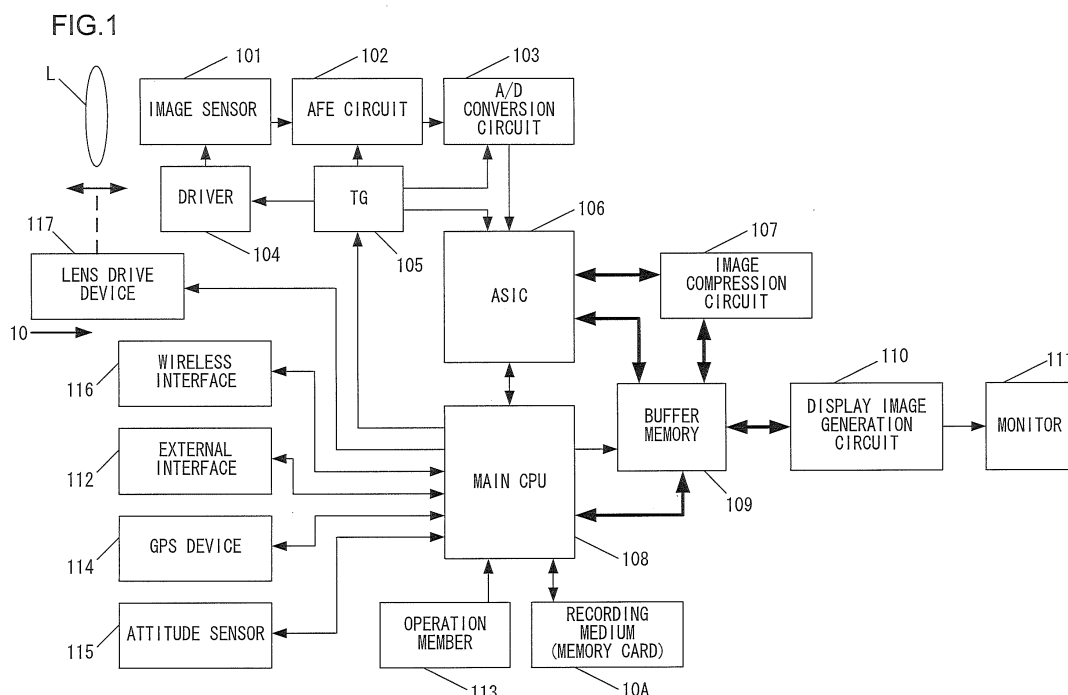 FIG.1
L
101
102
103
IMAGE SENSOR
AFE CIRCUIT
A/D
CONVERSION
CIRCUIT
DRIVER
TG
104
105
106
107
117
LENS DRIVE
DEVICE
ASIC
IMAGE
COMPRESSION
CIRCUIT
10
WIRELESS
INTERFACE
116
110
111
BUFFER
MEMORY
DISPLAY IMAGE
GENERATION
CIRCUIT
MONITOR
EXTERNAL
INTERFACE
112
MAIN CPU
109
GPS DEVICE
114
108
ATTITUDE SENSOR
115
OPERATION
MEMBER
RECORDING
MEDIUM
(MEMORY CARD)
113
10A